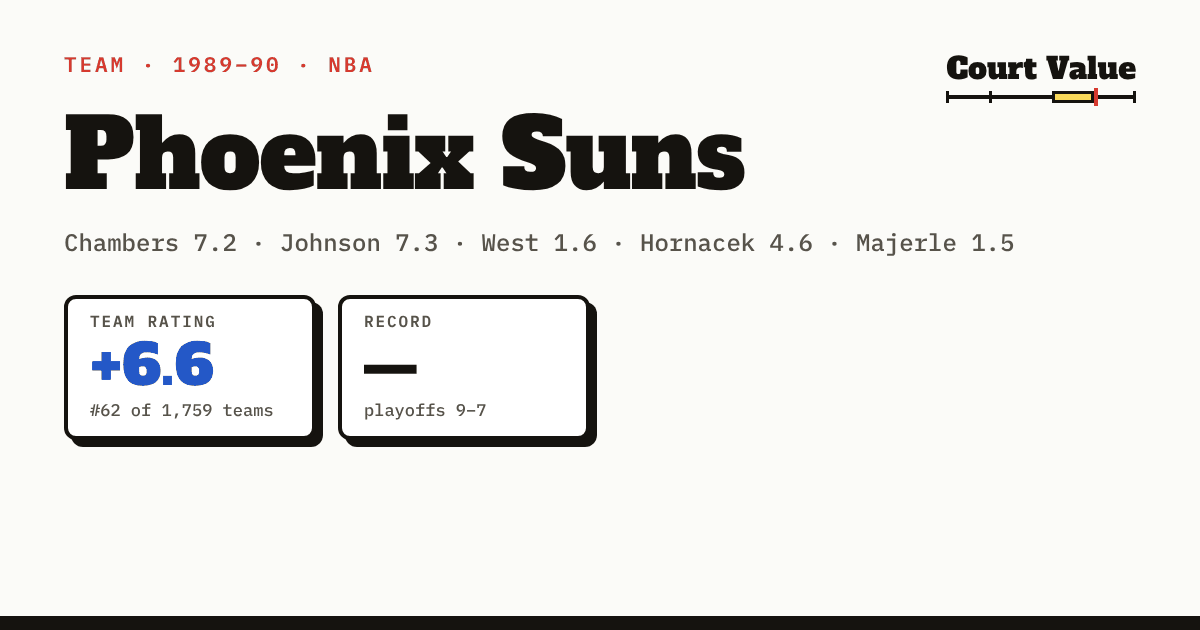 TEAM · 1989–90 · NBA
Court Value
Phoenix Suns
Chambers 7.2 · Johnson 7.3 · West 1.6 · Hornacek 4.6 · Majerle 1.5
TEAM RATING
+6.6
#62 of 1,759 teams
RECORD
—
playoffs 9–7